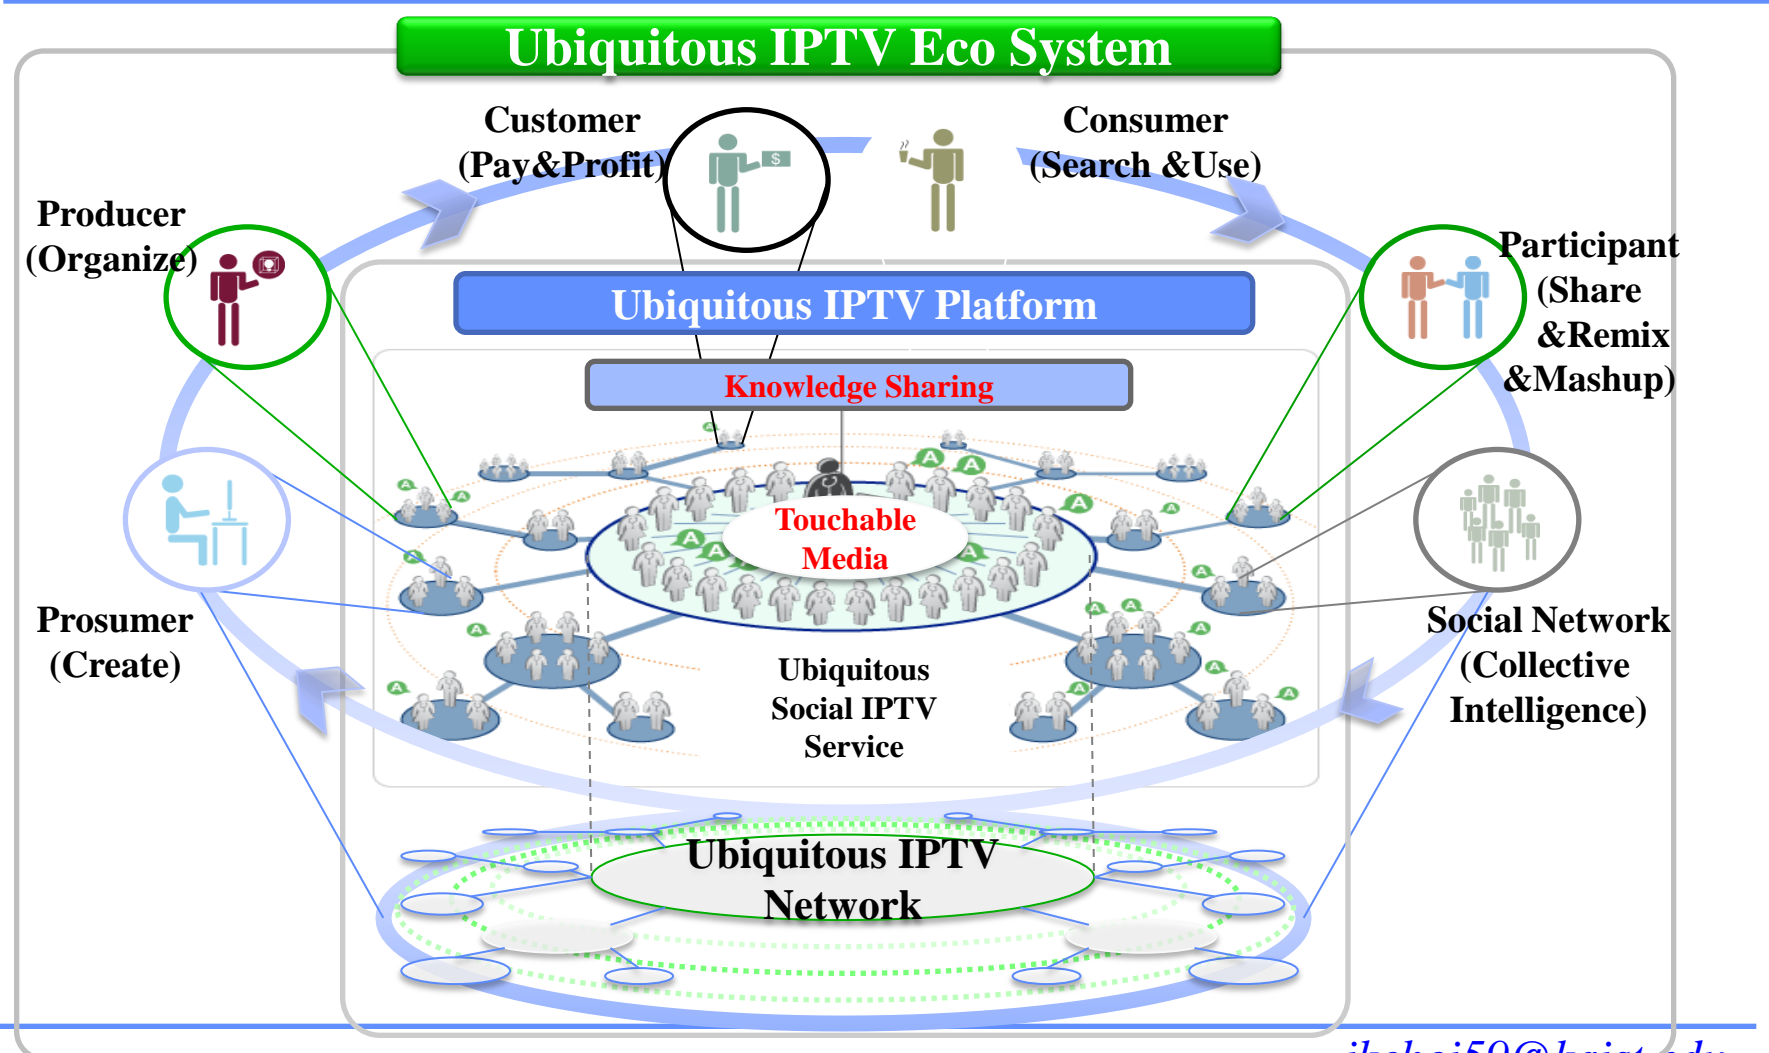 Ubiquitous IPTV Eco System
Customer
(Pay&Profit)
Consumer
(Search &Use)
Producer
(Organize)
Participant
(Share
&Remix
&Mashup)
$
Ubiquitous IPTV Platform
Knowledge Sharing
A
A
A
A
A
A
A
A
A
A
A
Touchable
Media
A
A
A
A
A
A
A
A
A
Prosumer
(Create)
Social Network
(Collective
Intelligence)
Ubiquitous
Social IPTV
Service
Ubiquitous IPTV
Network